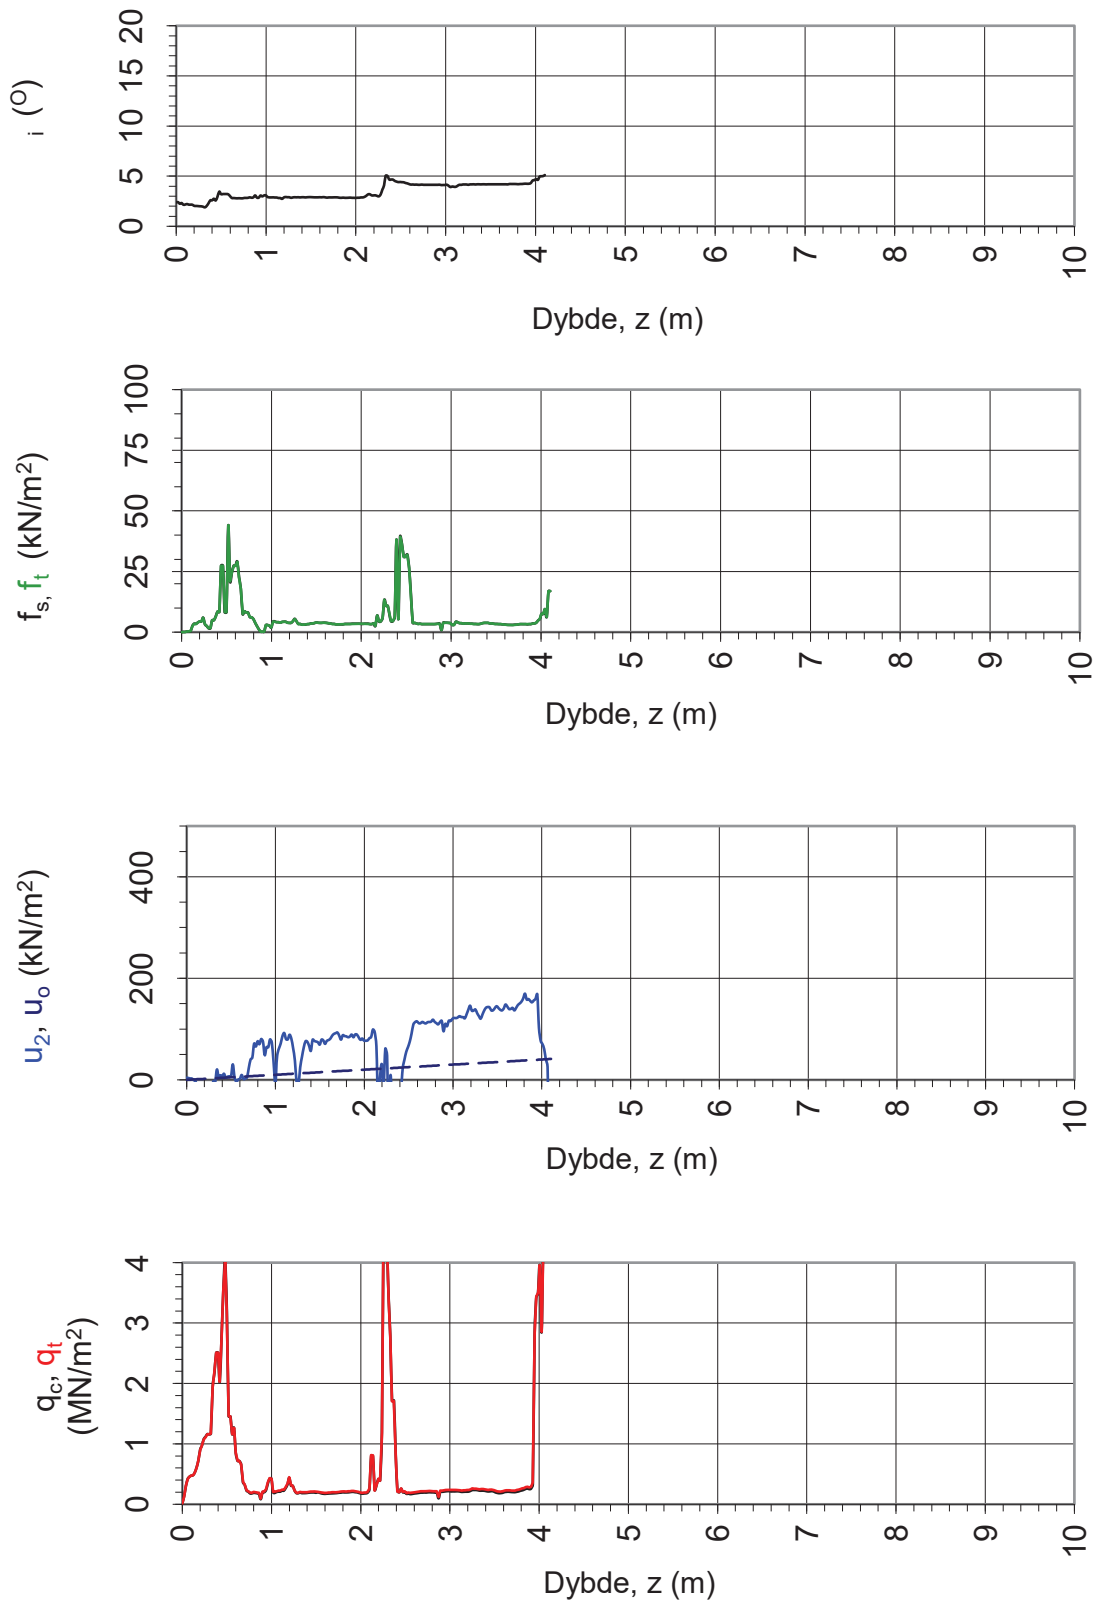 i (O)
20
15
10
5
0
0 1 2 3 4 5 6 7 8 9 10
Dybde, z (m)
fs, ft (kN/m2)
100
75
50
25
0
0 1 2 3 4 5 6 7 8 9 10
Dybde, z (m)
u2, uo (kN/m2)
400
200
0
0 1 2 3 4 5 6 7 8 9 10
Dybde, z (m)
qc, qt
(MN/m2)
4
3
2
1
0
0 1 2 3 4 5 6 7 8 9 10
Dybde, z (m)